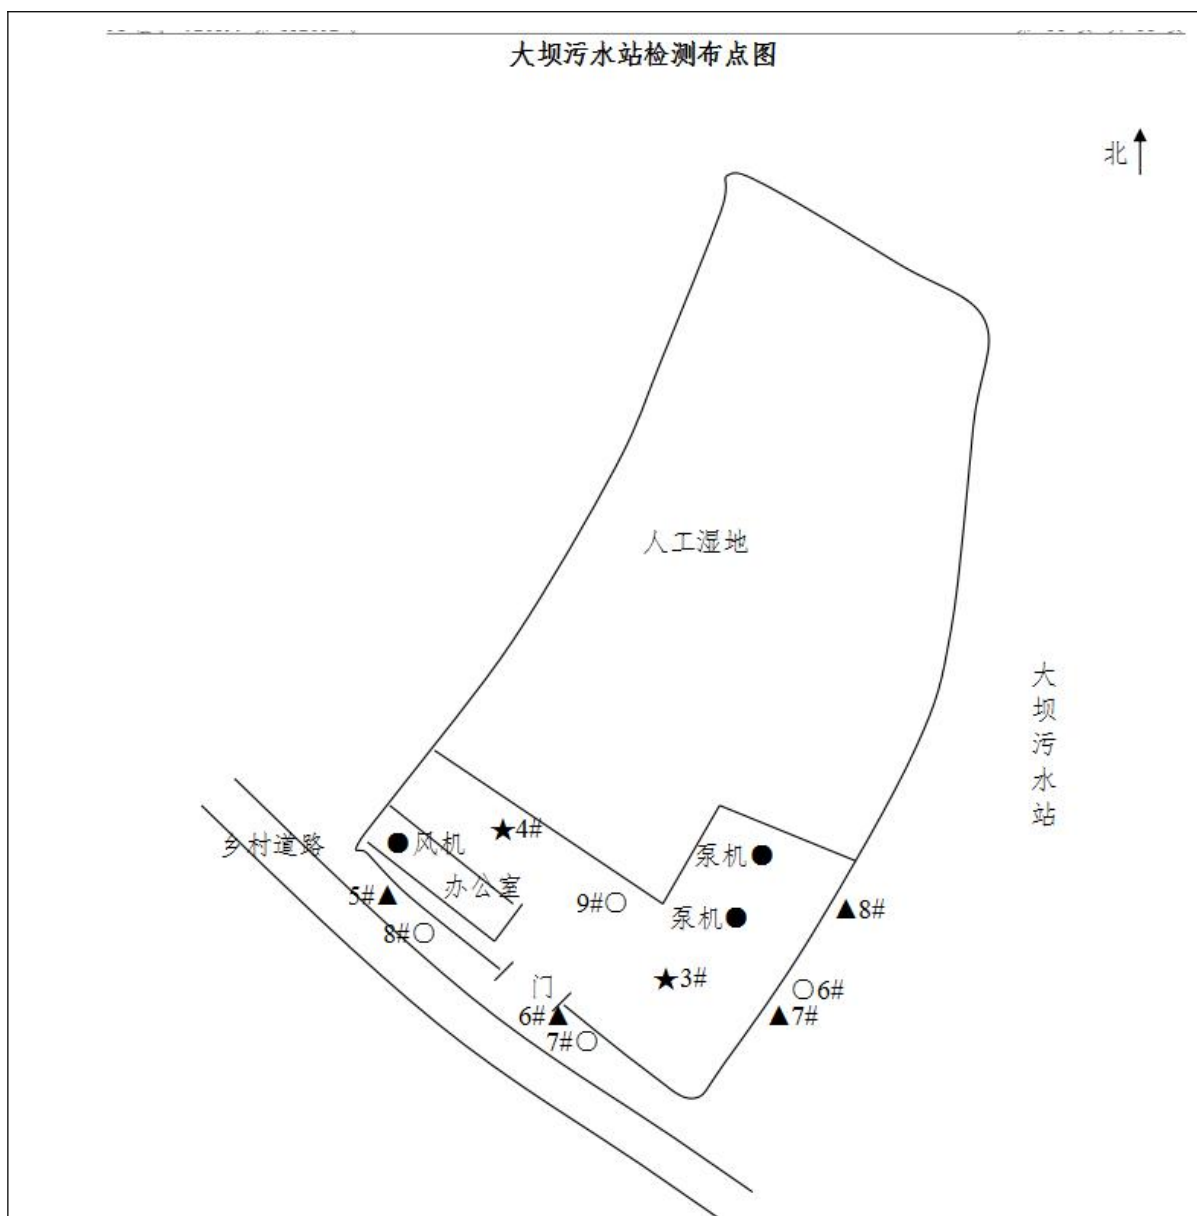 大坝污水站检测布点图
北
人工湿地
大坝污水站
★4#
乡村道路
●风机
泵机●
办公室
5#▲
9#○
泵机●
▲8#
8#○
★3#
门
○6#
6#▲
▲7#
7#○